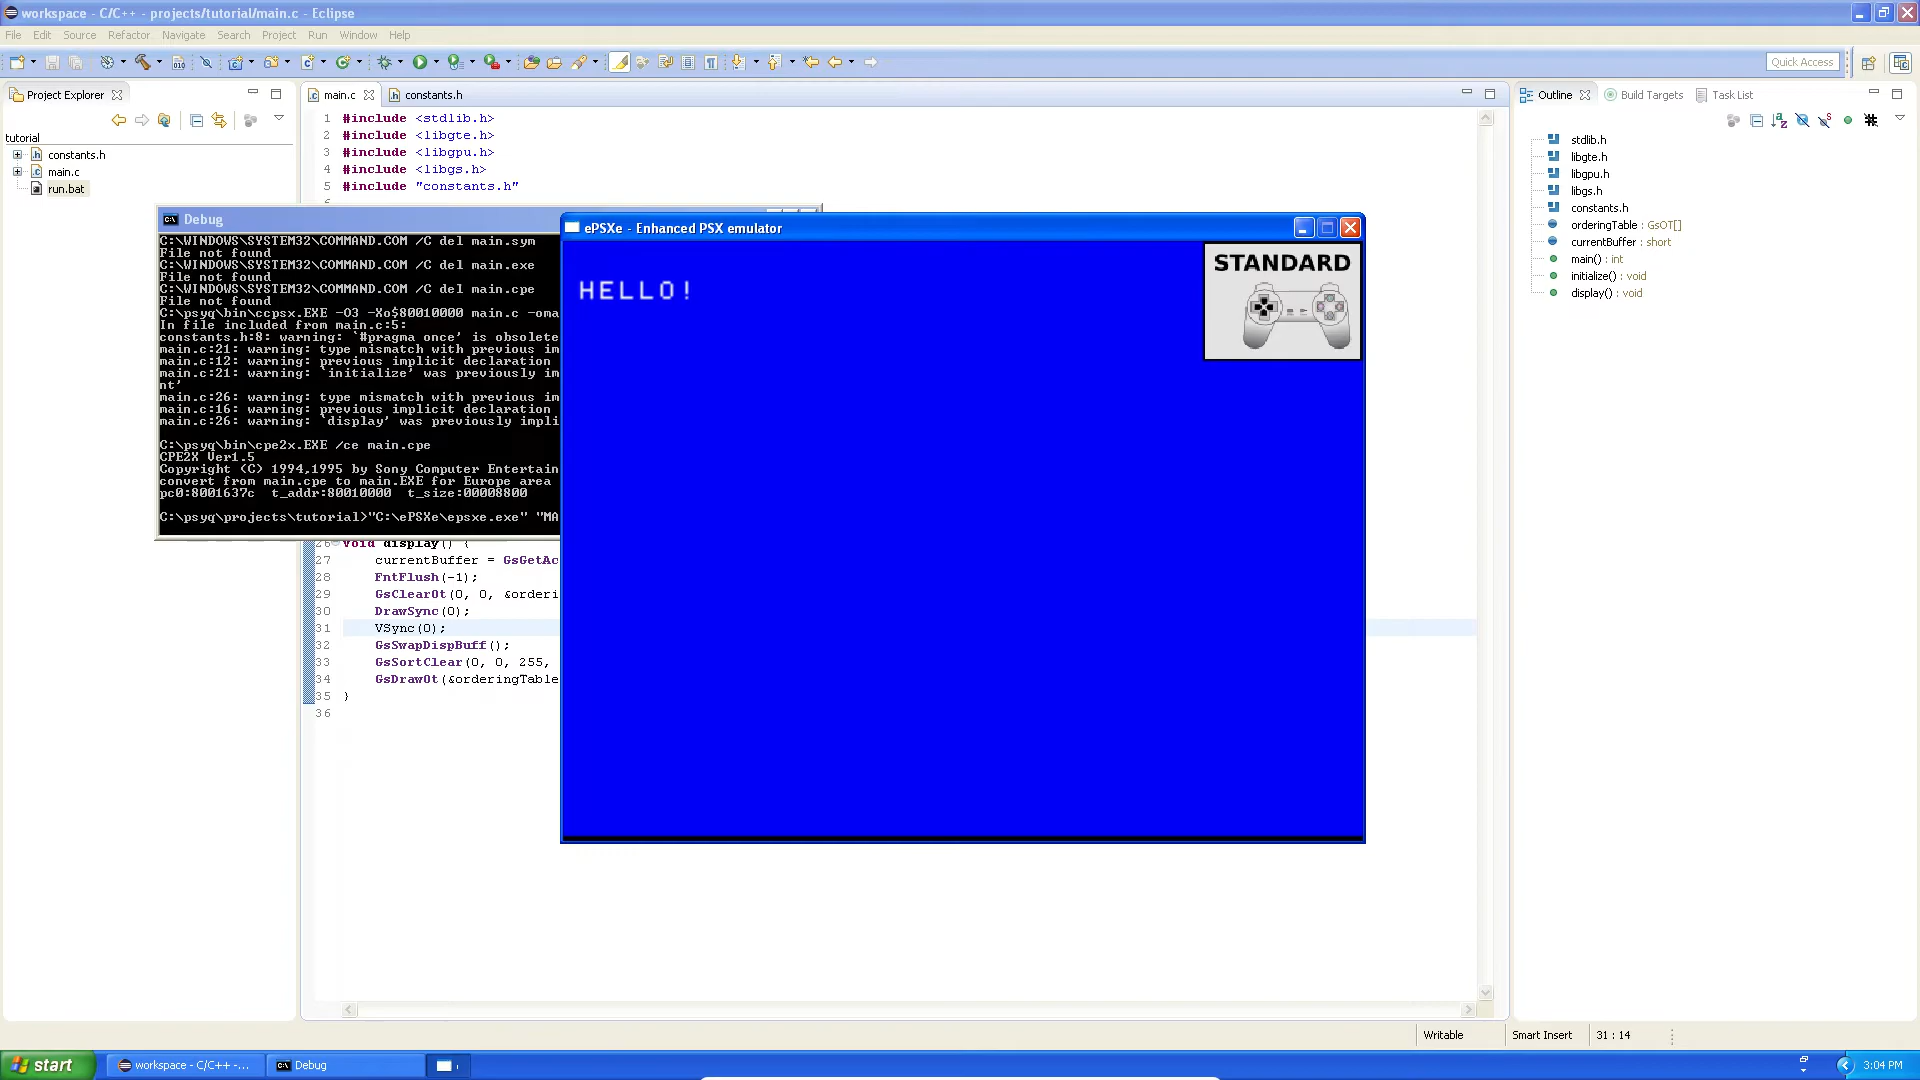 workspace - C/C++ - projects/tutorial/main.c - Eclipse
File Edit Source Refactor Navigate Search Project Run Window Help
Quick Access
Project Explorer
tutorial
constants.h
main.c
run.bat
main.c
constants.h
1 #include <stdlib.h>
2 #include <libgte.h>
3 #include <libgpu.h>
4 #include <libgs.h>
5 #include "constants.h"
Debug
C:\WINDOWS\SYSTEM32\COMMAND.COM /C del main.sym
File not found
C:\WINDOWS\SYSTEM32\COMMAND.COM /C del main.exe
File not found
C:\WINDOWS\SYSTEM32\COMMAND.COM /C del main.cpe
File not found
C:\psyq\bin\ccpsx.EXE -O3 -Xo$80010000 main.c -oma
In file included from main.c:5:
constants.h:8: warning: `#pragma once' is obsolete
main.c:21: warning: type mismatch with previous im
main.c:12: warning: previous implicit declaration
main.c:21: warning: `initialize' was previously im
nt'
main.c:26: warning: type mismatch with previous im
main.c:16: warning: previous implicit declaration
main.c:26: warning: `display' was previously impli
C:\psyq\bin\cpe2x.EXE /ce main.cpe
CPE2X Ver1.5
Copyright (C) 1994,1995 by Sony Computer Entertain
convert from main.cpe to main.EXE for Europe area
pc0:8001637c t_addr:80010000 t_size:00008800
C:\psyq\projects\tutorial>"C:\ePSXe\epsxe.exe" "MA
ePSXe - Enhanced PSX emulator
HELLO!
STANDARD
26 void display() {
27 currentBuffer = GsGetAc
28 FntFlush(-1);
29 GsClearOt(0, 0, &orderi
30 DrawSync(0);
31 VSync(0);
32 GsSwapDispBuff();
33 GsSortClear(0, 0, 255,
34 GsDrawOt(&orderingTable
35 }
36
Outline
Build Targets
Task List
stdlib.h
libgte.h
libgpu.h
libgs.h
constants.h
orderingTable : GsOT[]
currentBuffer : short
main() : int
initialize() : void
display() : void
Writable
Smart Insert
31 : 14
start
workspace - C/C++ -...
Debug
3:04 PM